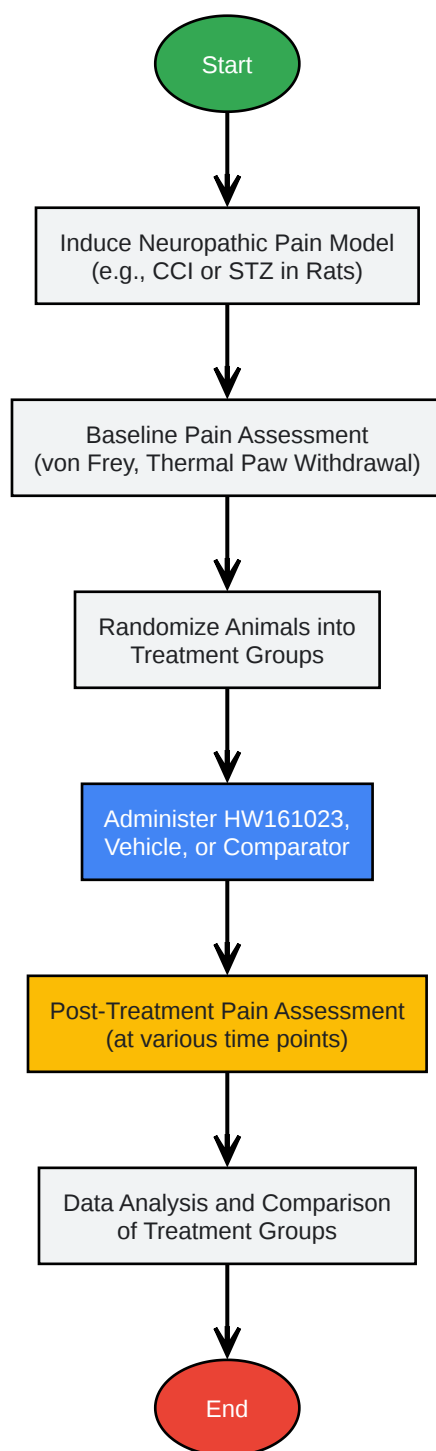 Start
Induce Neuropathic Pain Model
(e.g., CCI or STZ in Rats)
Baseline Pain Assessment
(von Frey, Thermal Paw Withdrawal)
Randomize Animals into
Treatment Groups
Administer HW161023,
Vehicle, or Comparator
Post-Treatment Pain Assessment
(at various time points)
Data Analysis and Comparison
of Treatment Groups
End